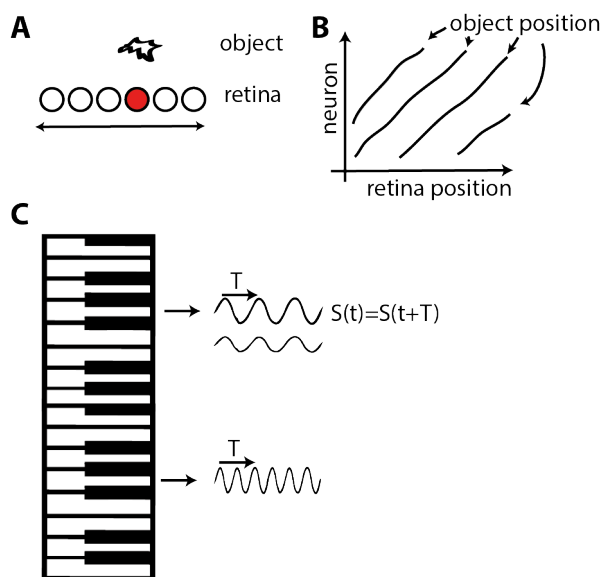 A
object
retina
B
object position
neuron
retina position
C
T
S(t)=S(t+T)
T